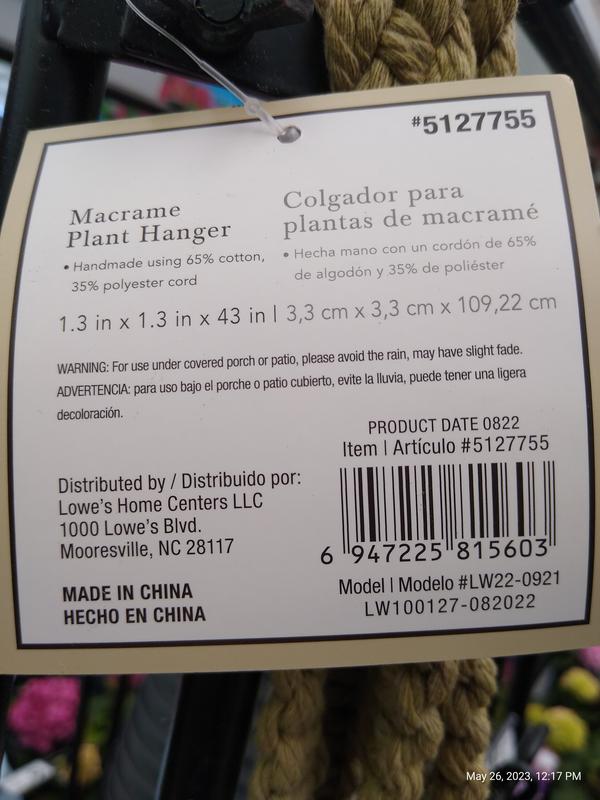 #5127755
Macrame
Plant Hanger
• Handmade using 65% cotton,
35% polyester cord
Colgador para
plantas de macramé
• Hecha mano con un cordón de 65%
de algodón y 35% de poliéster
1.3 in x 1.3 in x 43 in | 3,3 cm x 3,3 cm x 109,22 cm
WARNING: For use under covered porch or patio, please avoid the rain, may have slight fade.
ADVERTENCIA: para uso bajo el porche o patio cubierto, evite la lluvia, puede tener una ligera
decoloración.
PRODUCT DATE 0822
Item | Artículo #5127755
6 947225 815603
Model | Modelo #LW22-0921
LW100127-082022
Distributed by / Distribuido por:
Lowe's Home Centers LLC
1000 Lowe's Blvd.
Mooresville, NC 28117
MADE IN CHINA
HECHO EN CHINA
May 26, 2023, 12:17 PM